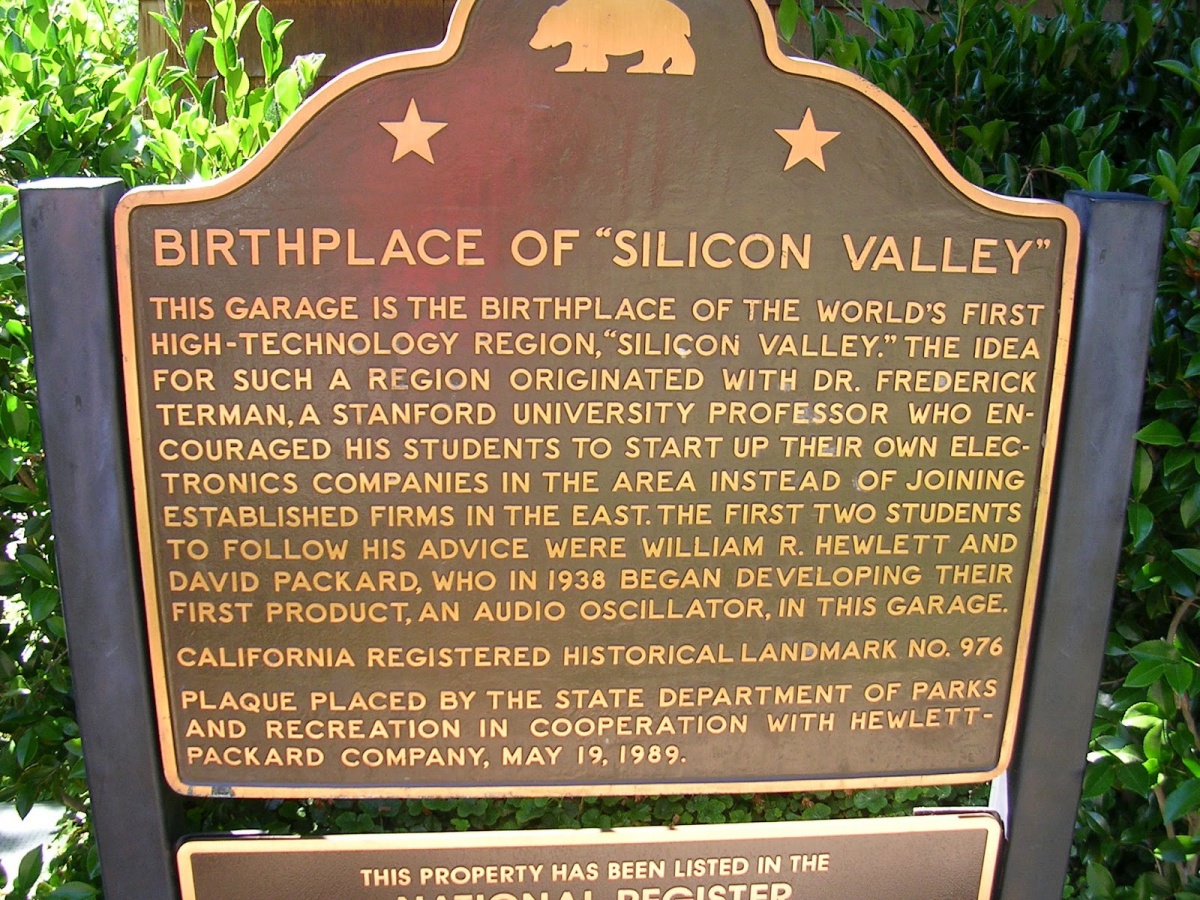 BIRTHPLACE OF “SILICON VALLEY”
THIS GARAGE IS THE BIRTHPLACE OF THE WORLD'S FIRST
HIGH-TECHNOLOGY REGION, “SILICON VALLEY.” THE IDEA
FOR SUCH A REGION ORIGINATED WITH DR. FREDERICK
TERMAN, A STANFORD UNIVERSITY PROFESSOR WHO EN-
COURAGED HIS STUDENTS TO START UP THEIR OWN ELEC-
TRONICS COMPANIES IN THE AREA INSTEAD OF JOINING
ESTABLISHED FIRMS IN THE EAST. THE FIRST TWO STUDENTS
TO FOLLOW HIS ADVICE WERE WILLIAM R. HEWLETT AND
DAVID PACKARD, WHO IN 1938 BEGAN DEVELOPING THEIR
FIRST PRODUCT, AN AUDIO OSCILLATOR, IN THIS GARAGE.
CALIFORNIA REGISTERED HISTORICAL LANDMARK NO. 976
PLAQUE PLACED BY THE STATE DEPARTMENT OF PARKS
AND RECREATION IN COOPERATION WITH HEWLETT-
PACKARD COMPANY, MAY 19, 1989.
THIS PROPERTY HAS BEEN LISTED IN THE
NATIONAL REGISTER